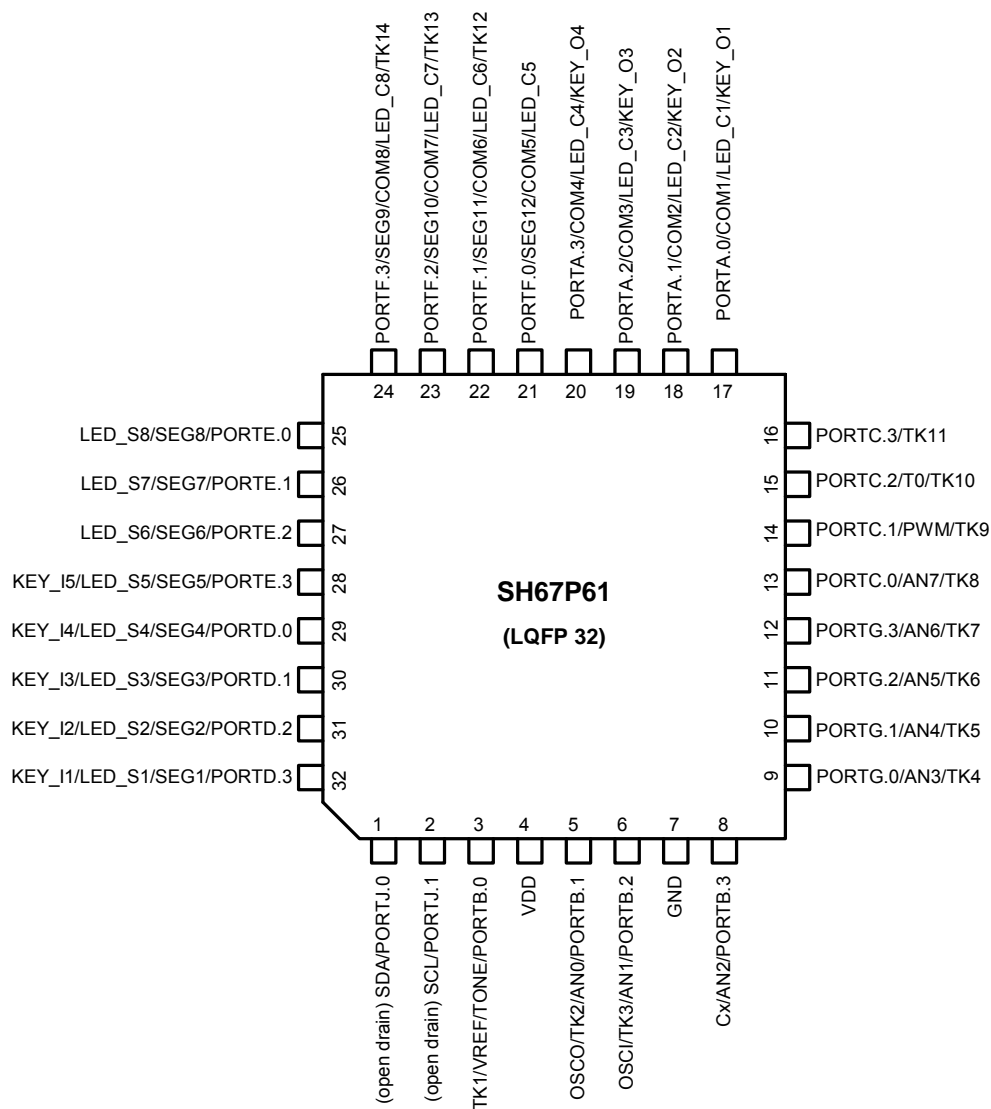 PORTF.3/SEG9/COM8/LED_C8/TK14
PORTF.2/SEG10/COM7/LED_C7/TK13
PORTF.1/SEG11/COM6/LED_C6/TK12
PORTF.0/SEG12/COM5/LED_C5
PORTA.3/COM4/LED_C4/KEY_O4
PORTA.2/COM3/LED_C3/KEY_O3
PORTA.1/COM2/LED_C2/KEY_O2
PORTA.0/COM1/LED_C1/KEY_O1
24 23 22 21 20 19 18 17
LED_S8/SEG8/PORTE.0 25
16 PORTC.3/TK11
LED_S7/SEG7/PORTE.1 26
15 PORTC.2/T0/TK10
LED_S6/SEG6/PORTE.2 27
14 PORTC.1/PWM/TK9
KEY_I5/LED_S5/SEG5/PORTE.3 28
13 PORTC.0/AN7/TK8
SH67P61
(LQFP 32)
KEY_I4/LED_S4/SEG4/PORTD.0 29
12 PORTG.3/AN6/TK7
KEY_I3/LED_S3/SEG3/PORTD.1 30
11 PORTG.2/AN5/TK6
KEY_I2/LED_S2/SEG2/PORTD.2 31
10 PORTG.1/AN4/TK5
KEY_I1/LED_S1/SEG1/PORTD.3 32
9 PORTG.0/AN3/TK4
1 2 3 4 5 6 7 8
(open drain) SDA/PORTJ.0
(open drain) SCL/PORTJ.1
TK1/VREF/TONE/PORTB.0
VDD
OSCO/TK2/AN0/PORTB.1
OSCI/TK3/AN1/PORTB.2
GND
Cx/AN2/PORTB.3